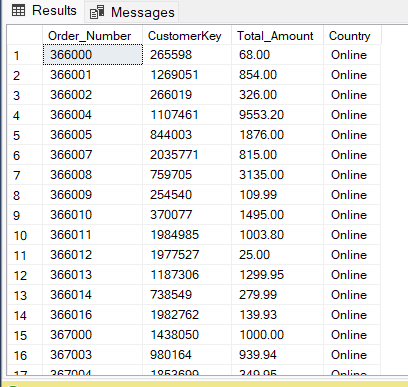 Results Messages
Order_Number CustomerKey Total_Amount Country
1 366000 265598 68.00 Online
2 366001 1269051 854.00 Online
3 366002 266019 326.00 Online
4 366004 1107461 9553.20 Online
5 366005 844003 1876.00 Online
6 366007 2035771 815.00 Online
7 366008 759705 3135.00 Online
8 366009 254540 109.99 Online
9 366010 370077 1495.00 Online
10 366011 1984985 1003.80 Online
11 366012 1977527 25.00 Online
12 366013 1187306 1299.95 Online
13 366014 738549 279.99 Online
14 366016 1982762 139.93 Online
15 367000 1438050 1000.00 Online
16 367003 980164 939.94 Online
17 367004 1853699 349.95 Online